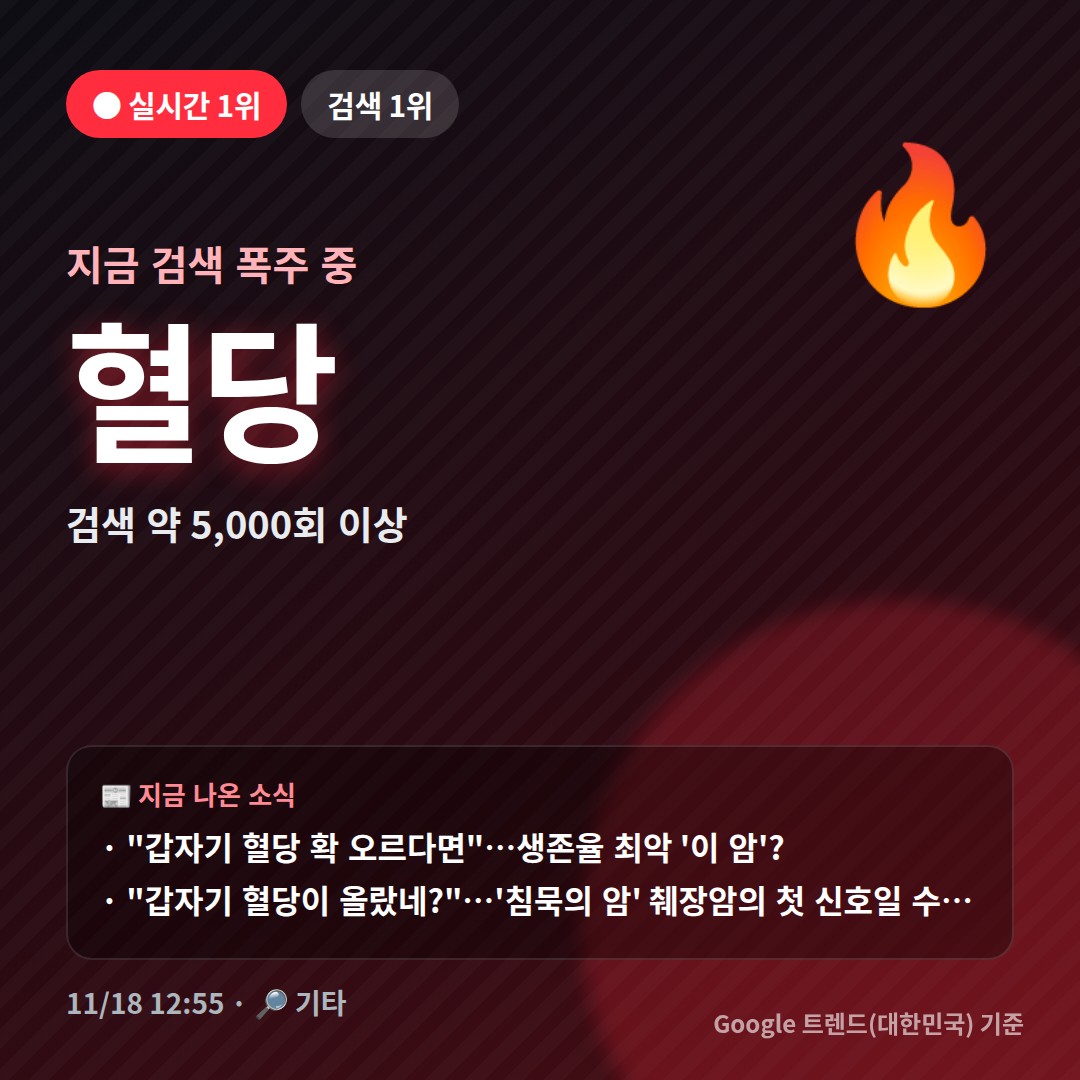 실시간 1위
검색 1위
지금 검색 폭주 중
혈당
검색 약 5,000회 이상
지금 나온 소식
· "갑자기 혈당 확 오르다면"…생존율 최악 '이 암'?
· "갑자기 혈당이 올랐네?"…'침묵의 암' 췌장암의 첫 신호일 수…
11/18 12:55 · 기타
Google 트렌드(대한민국) 기준